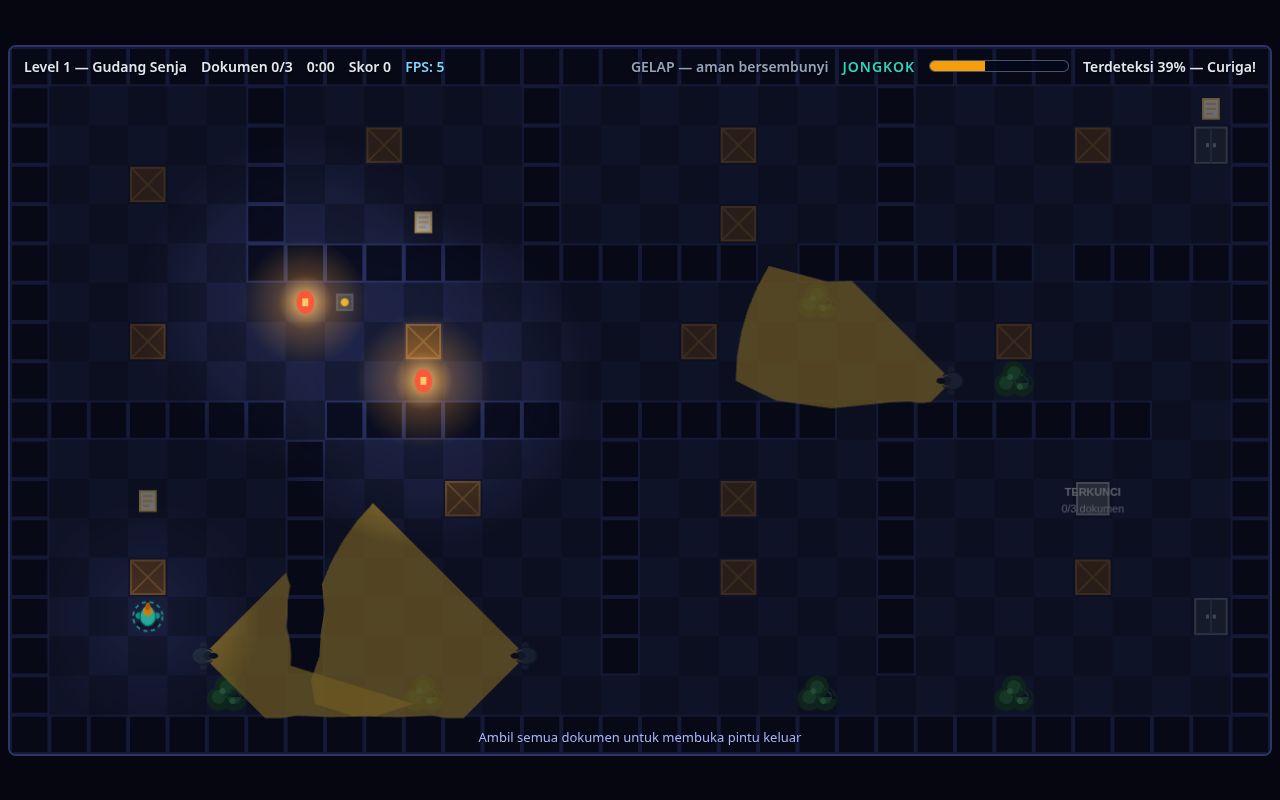 Level 1 — Gudang Senja Dokumen 0/3 0:00 Skor 0 FPS: 5 GELAP — aman bersembunyi JONGKOK Terdeteksi 39% — Curiga!
TERKUNCI
0/3 dokumen
Ambil semua dokumen untuk membuka pintu keluar